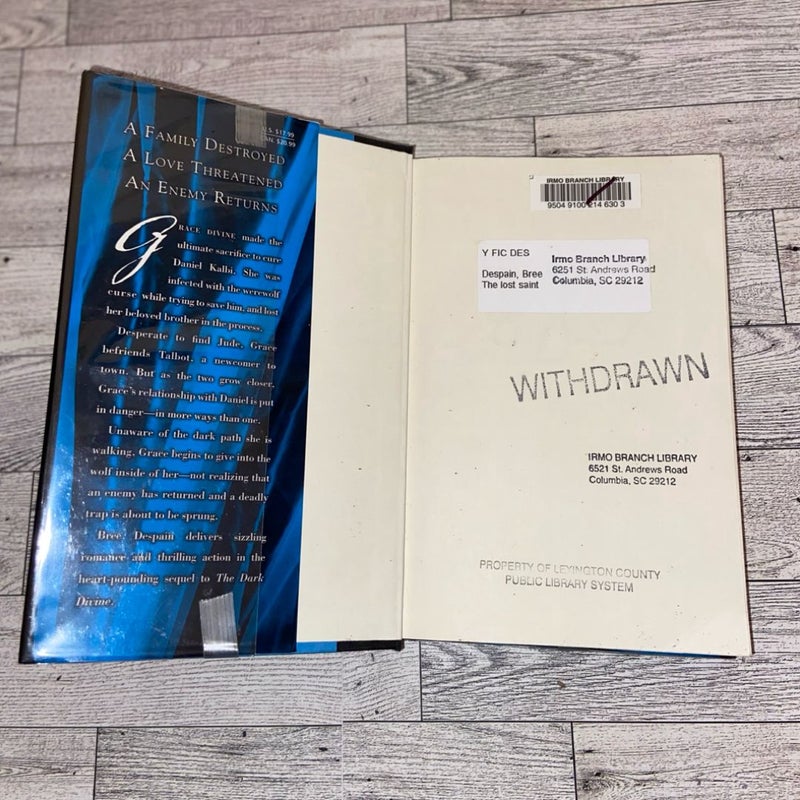 U.S. $17.99
CAN. $20.99
A FAMILY DESTROYED
A LOVE THREATENED
AN ENEMY RETURNS
GRACE DIVINE made the
ultimate sacrifice to cure
Daniel Kalbi. She was
infected with the werewolf
curse while trying to save him, and lost
her beloved brother in the process.
Desperate to find Jude, Grace
befriends Talbot, a newcomer to
town. But as the two grow closer,
Grace's relationship with Daniel is put
in danger—in more ways than one.
Unaware of the dark path she is
walking, Grace begins to give into the
wolf inside of her—not realizing that
an enemy has returned and a deadly
trap is about to be sprung.
Bree Despain delivers sizzling
romance and thrilling action in the
heart-pounding sequel to The Dark
Divine.
IRMO BRANCH LIBRARY
9504 9100 214 630 3
Y FIC DES
Despain, Bree
The lost saint
Irmo Branch Library
6251 St. Andrews Road
Columbia, SC 29212
WITHDRAWN
IRMO BRANCH LIBRARY
6521 St. Andrews Road
Columbia, SC 29212
PROPERTY OF LEXINGTON COUNTY
PUBLIC LIBRARY SYSTEM